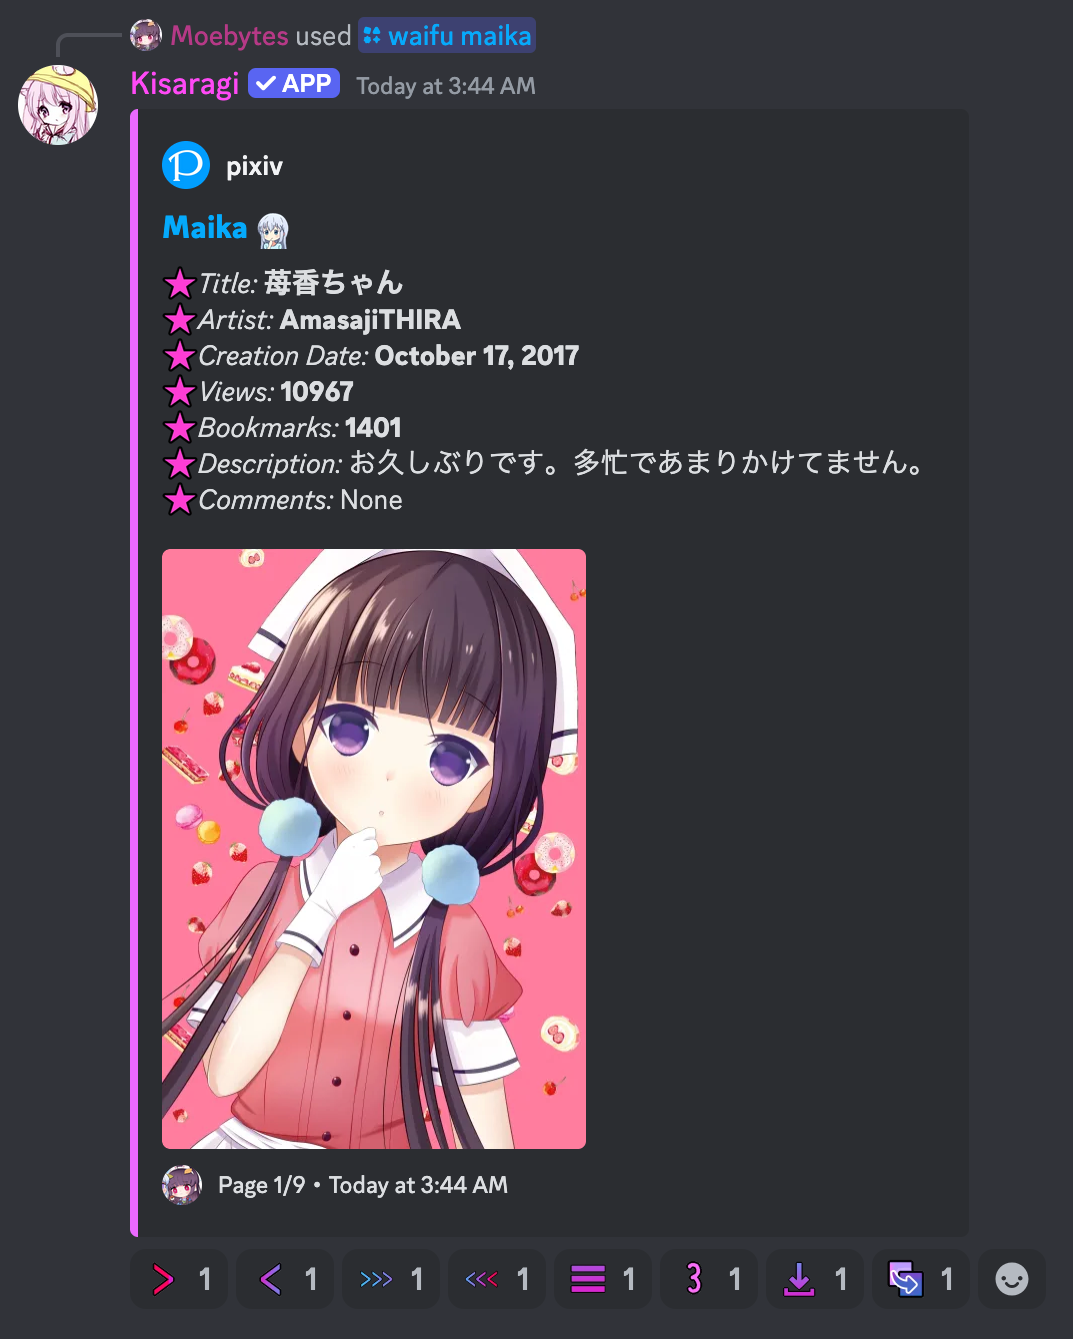 Moebytes used waifu maika
Kisaragi APP Today at 3:44 AM
pixiv
Maika
Title: 苺香ちゃん
Artist: AmasajiTHIRA
Creation Date: October 17, 2017
Views: 10967
Bookmarks: 1401
Description: お久しぶりです。多忙であまりかけてません。
Comments: None
Page 1/9 • Today at 3:44 AM
1 1 1 1 1 3 1 1 1